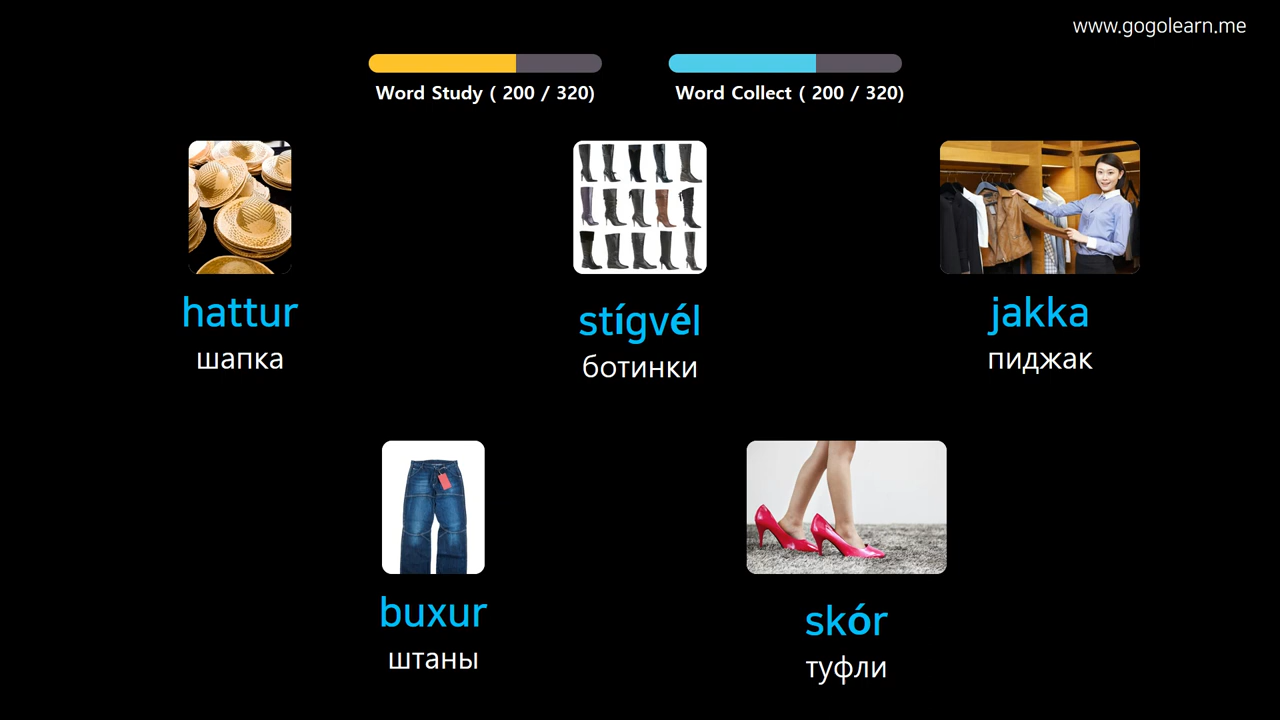 www.gogolearn.me
Word Study ( 200 / 320)
Word Collect ( 200 / 320)
hattur
шапка
stígvél
ботинки
jakka
пиджак
buxur
штаны
skór
туфли